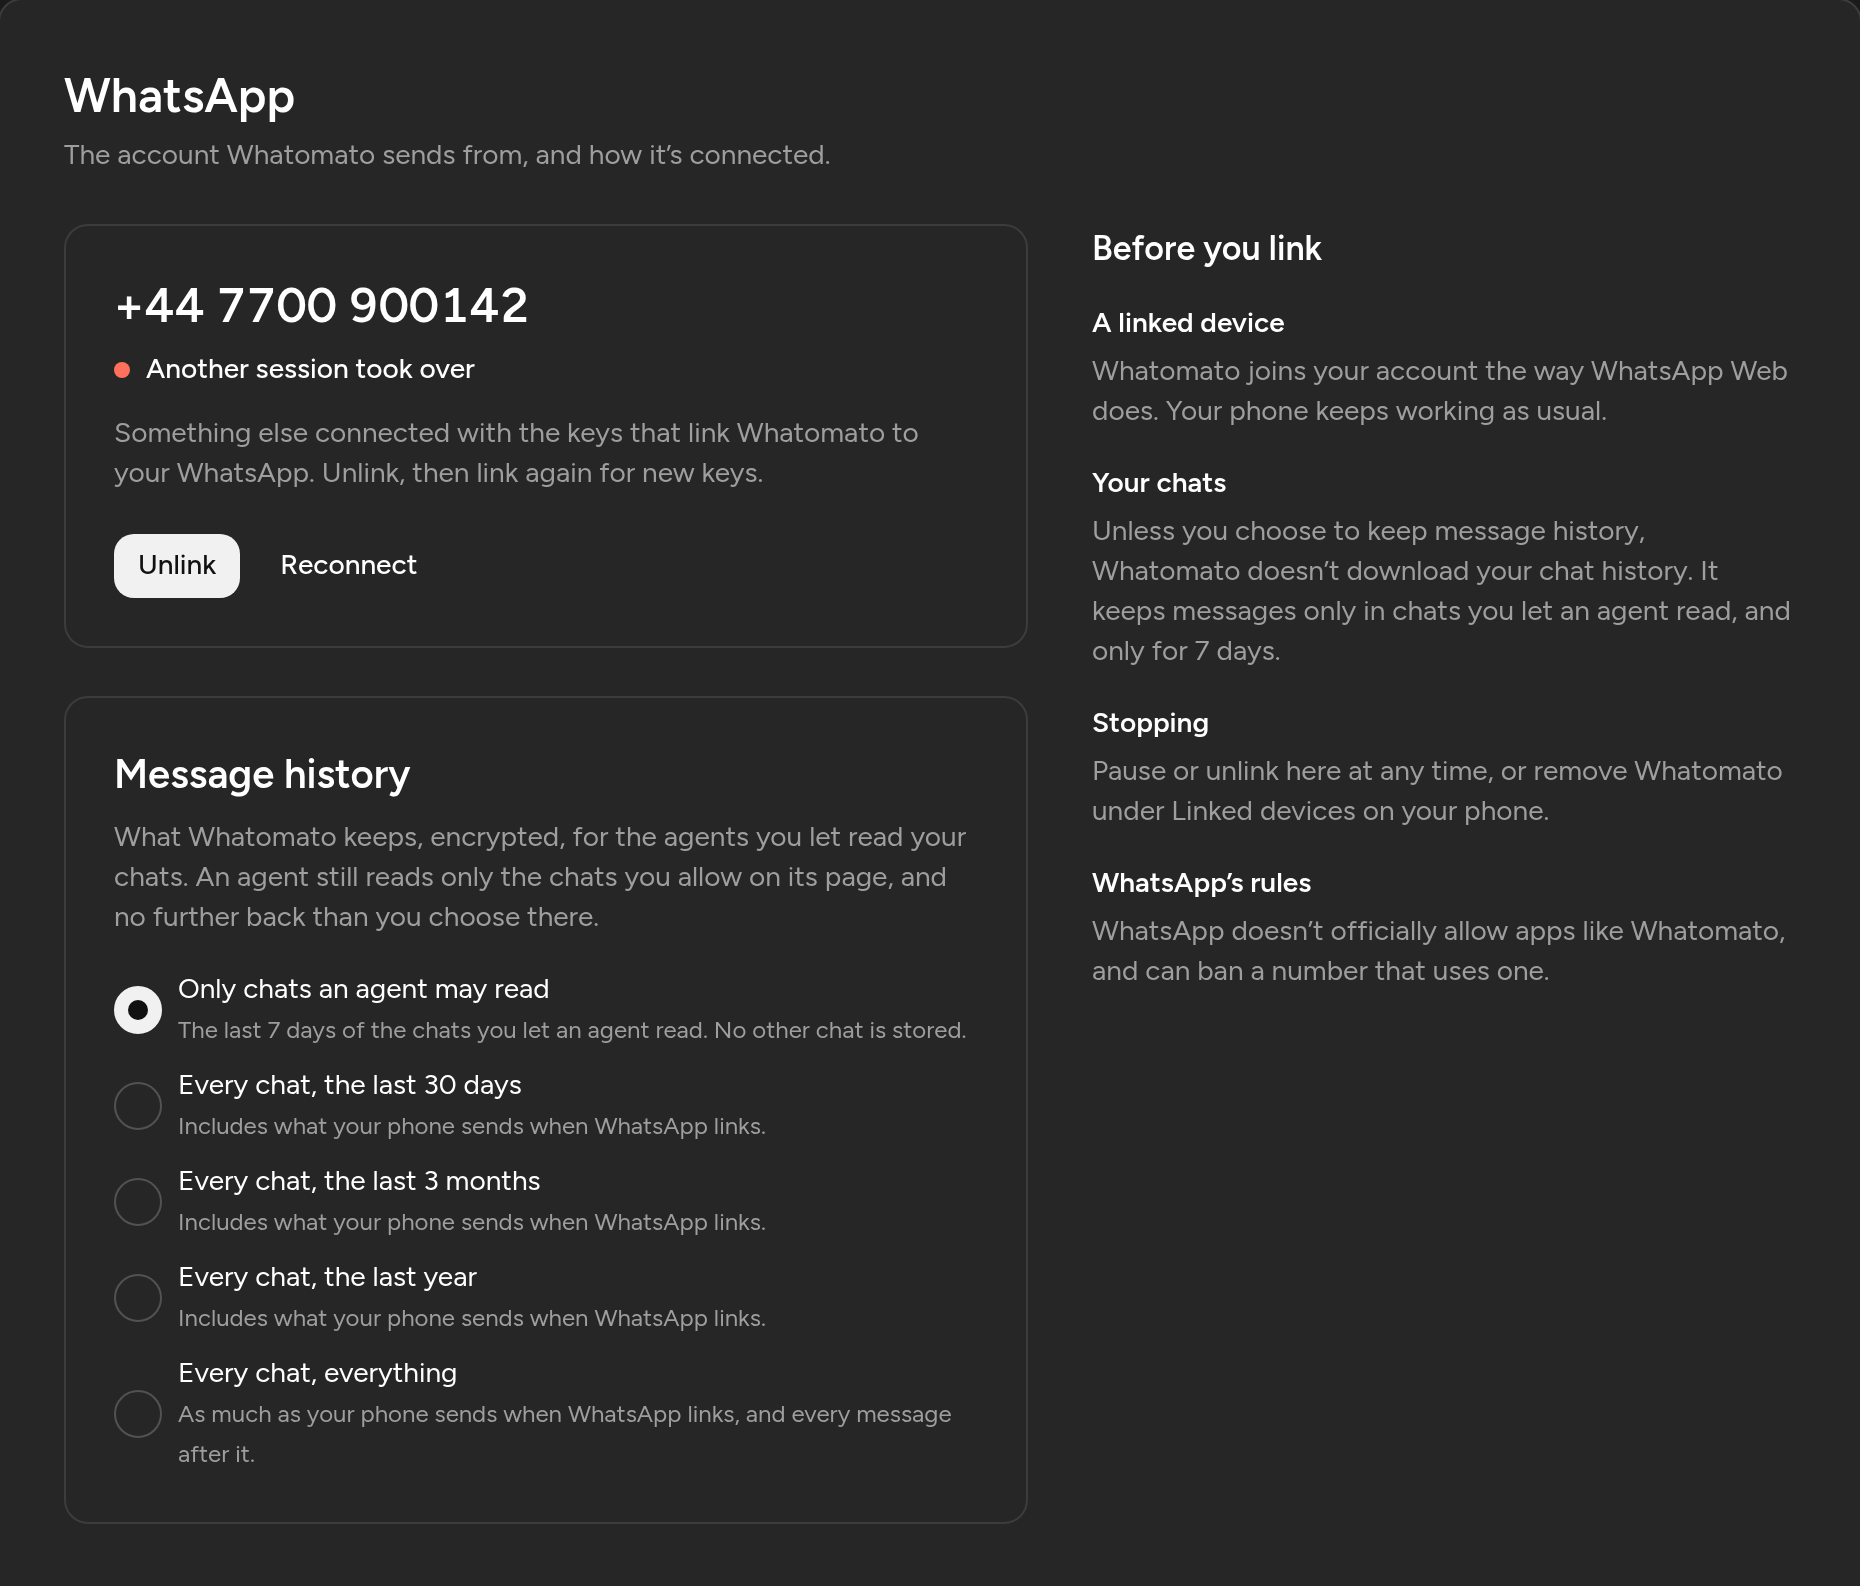 WhatsApp
The account Whatomato sends from, and how it’s connected.
+44 7700 900142
Another session took over
Something else connected with the keys that link Whatomato to
your WhatsApp. Unlink, then link again for new keys.
Unlink
Reconnect
Message history
What Whatomato keeps, encrypted, for the agents you let read your
chats. An agent still reads only the chats you allow on its page, and
no further back than you choose there.
Only chats an agent may read
The last 7 days of the chats you let an agent read. No other chat is stored.
Every chat, the last 30 days
Includes what your phone sends when WhatsApp links.
Every chat, the last 3 months
Includes what your phone sends when WhatsApp links.
Every chat, the last year
Includes what your phone sends when WhatsApp links.
Every chat, everything
As much as your phone sends when WhatsApp links, and every message
after it.
Before you link
A linked device
Whatomato joins your account the way WhatsApp Web
does. Your phone keeps working as usual.
Your chats
Unless you choose to keep message history,
Whatomato doesn’t download your chat history. It
keeps messages only in chats you let an agent read, and
only for 7 days.
Stopping
Pause or unlink here at any time, or remove Whatomato
under Linked devices on your phone.
WhatsApp’s rules
WhatsApp doesn’t officially allow apps like Whatomato,
and can ban a number that uses one.